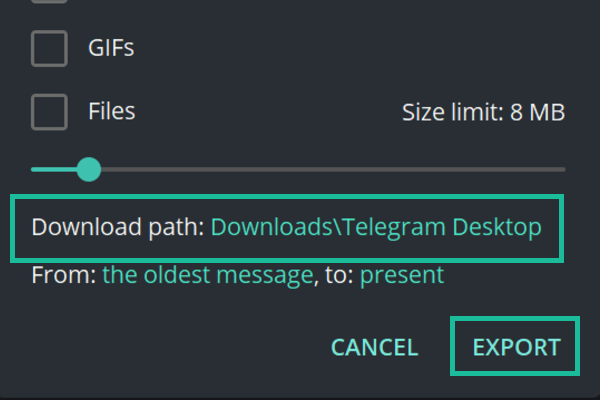 GIFs
Files
Size limit: 8 MB
Download path: Downloads\Telegram Desktop
From: the oldest message, to: present
CANCEL
EXPORT